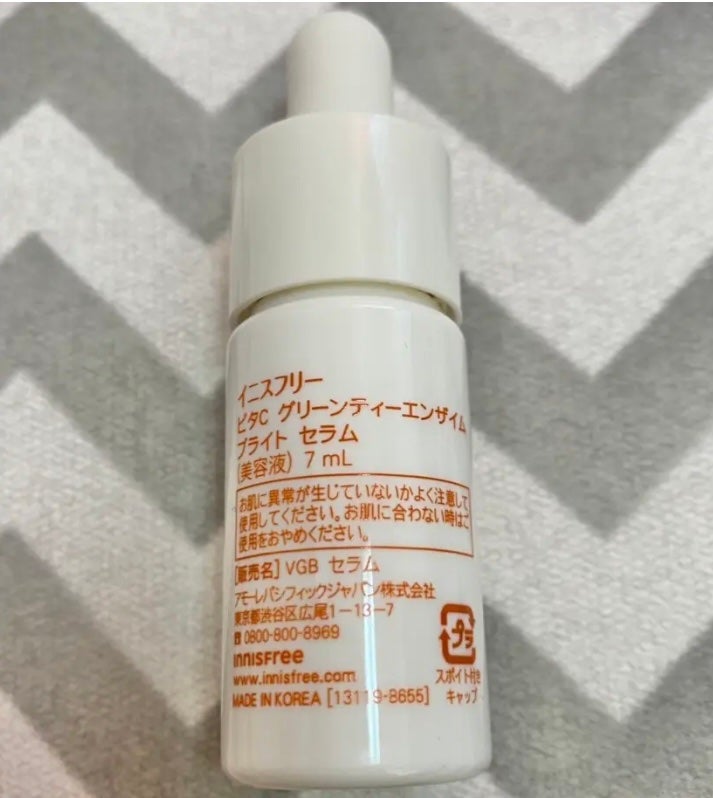 イニスフリー
ビタC グリーンティーエンザイム
ブライト セラム
(美容液) 7 mL
お肌に異常が生じていないかよく注意して
使用してください。お肌に合わない時はご
使用をおやめください。
[販売名] VGB セラム
アモーレパシフィックジャパン株式会社
東京都渋谷区広尾1-13-7
☎ 0800-800-8969
innisfree
www.innisfree.com
MADE IN KOREA [13119-8655]
プラ
スポイト付き
キャップ